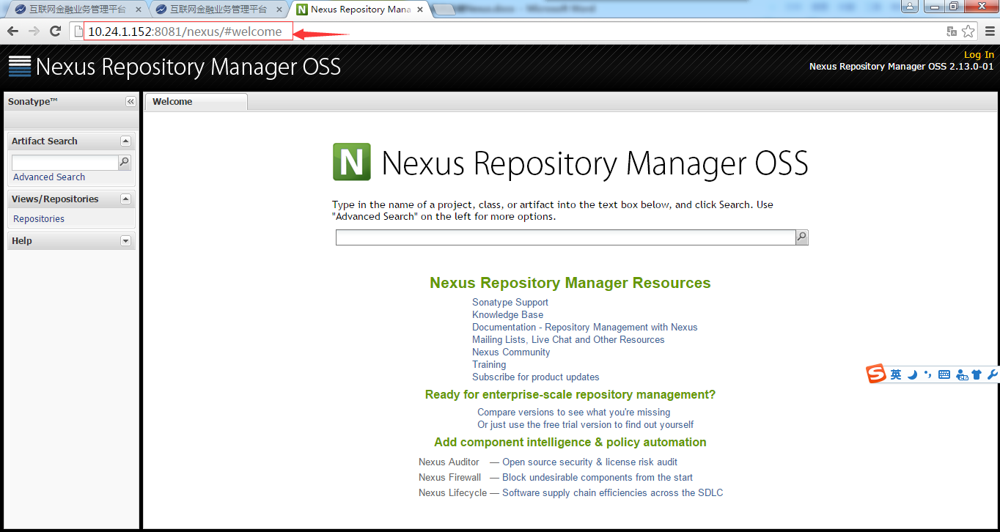 互联网金融业务管理平台
互联网金融业务管理平台
Nexus Repository Mana
10.24.1.152:8081/nexus/#welcome
Nexus Repository Manager OSS
Log In
Nexus Repository Manager OSS 2.13.0-01
Sonatype™
Artifact Search
Advanced Search
Views/Repositories
Repositories
Help
Welcome
N Nexus Repository Manager OSS
Type in the name of a project, class, or artifact into the text box below, and click Search. Use
"Advanced Search" on the left for more options.
Nexus Repository Manager Resources
Sonatype Support
Knowledge Base
Documentation - Repository Management with Nexus
Mailing Lists, Live Chat and Other Resources
Nexus Community
Training
Subscribe for product updates
Ready for enterprise-scale repository management?
Compare versions to see what you're missing
Or just use the free trial version to find out yourself
Add component intelligence & policy automation
Nexus Auditor — Open source security & license risk audit
Nexus Firewall — Block undesirable components from the start
Nexus Lifecycle — Software supply chain efficiencies across the SDLC
S 英